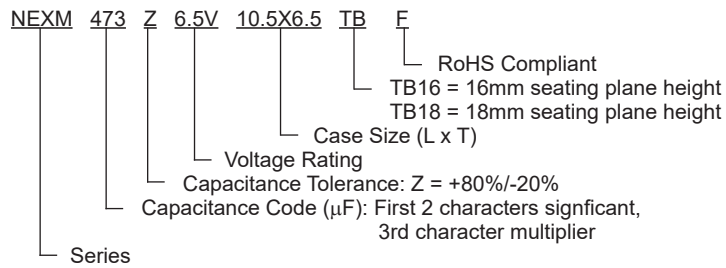 NEXM 473 Z 6.5V 10.5X6.5 TB F
RoHS Compliant
TB16 = 16mm seating plane height
TB18 = 18mm seating plane height
Case Size (L x T)
Voltage Rating
Capacitance Tolerance: Z = +80%/-20%
Capacitance Code (μF): First 2 characters signficant,
3rd character multiplier
Series